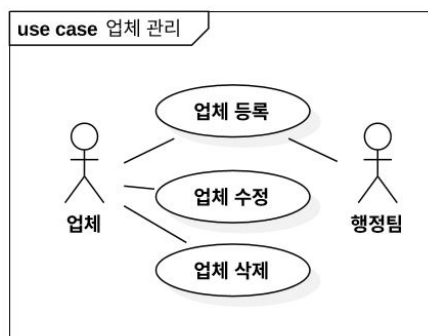 use case 업체 관리
업체 등록
업체
업체 수정
행정팀
업체 삭제